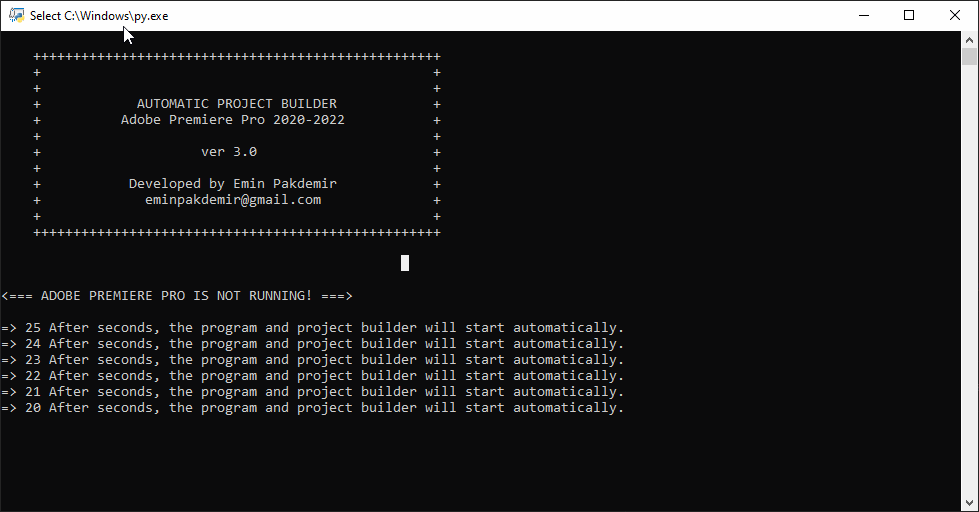 Select C:\Windows\py.exe
++++++++++++++++++++++++++++++++++++++++++++++++++
+ +
+ +
+ AUTOMATIC PROJECT BUILDER +
+ Adobe Premiere Pro 2020-2022 +
+ +
+ ver 3.0 +
+ +
+ Developed by Emin Pakdemir +
+ eminpakdemir@gmail.com +
+ +
++++++++++++++++++++++++++++++++++++++++++++++++++
<=== ADOBE PREMIERE PRO IS NOT RUNNING! ===>
=> 25 After seconds, the program and project builder will start automatically.
=> 24 After seconds, the program and project builder will start automatically.
=> 23 After seconds, the program and project builder will start automatically.
=> 22 After seconds, the program and project builder will start automatically.
=> 21 After seconds, the program and project builder will start automatically.
=> 20 After seconds, the program and project builder will start automatically.